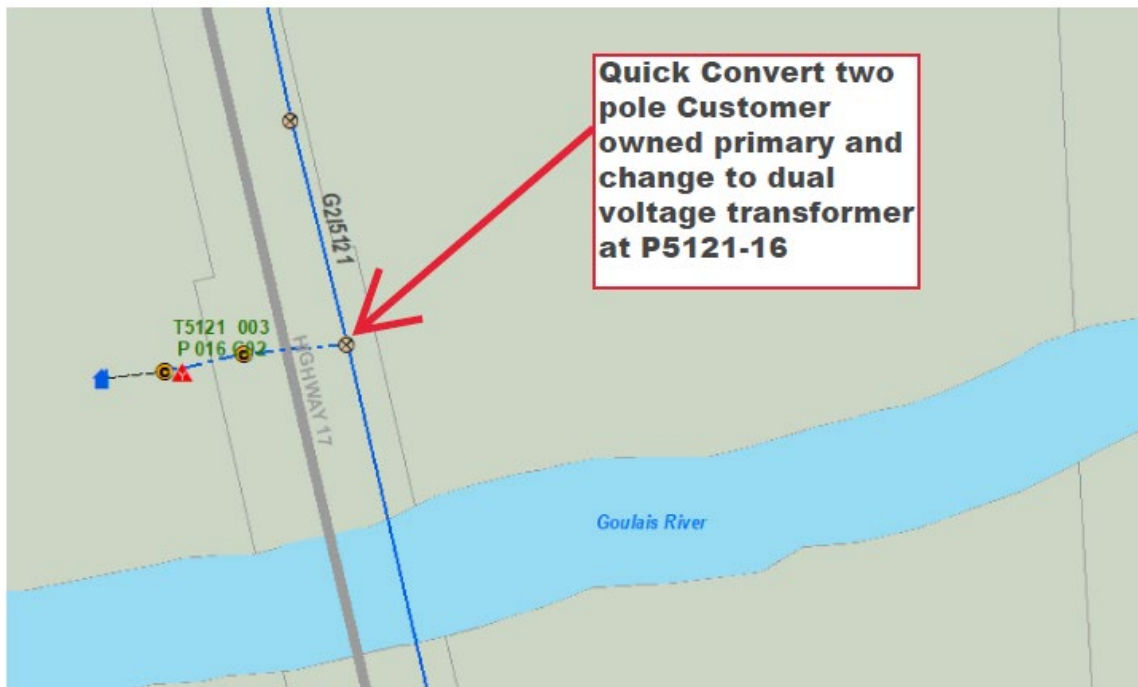 Quick Convert two
pole Customer
owned primary and
change to dual
voltage transformer
at P5121-16
G2I5121
T5121 003
P 016 C02
HIGHWAY 17
Goulais River